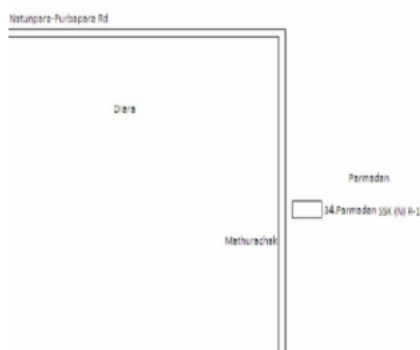 Natunpara-Purbapara Rd
Diara
Parmadan
34.Parmadan SSK (N) R-1
Mathurachak